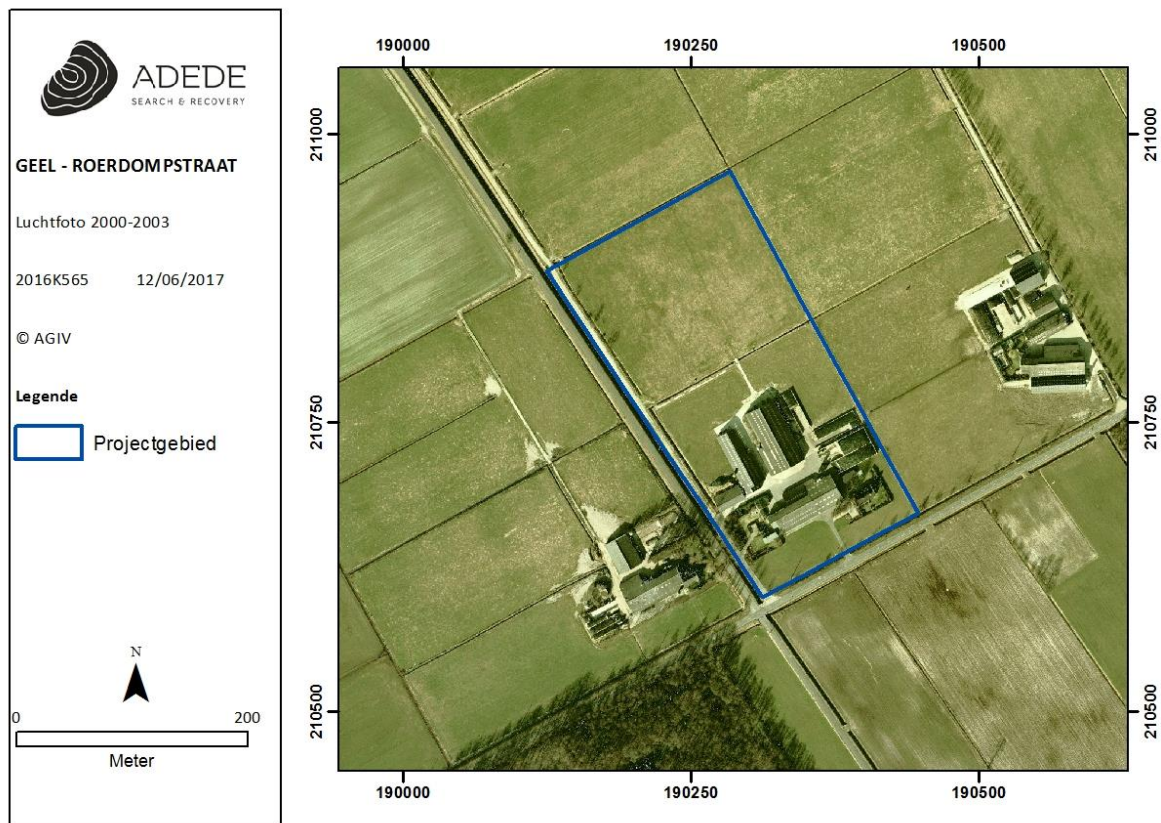 ADEDE
SEARCH & RECOVERY
GEEL - ROERDOMPSTRAAT
Luchtfoto 2000-2003
2016K565 12/06/2017
© AGIV
Legende
Projectgebied
N
0 200
Meter
190000 190250 190500
211000 211000
210750 210750
210500 210500
190000 190250 190500